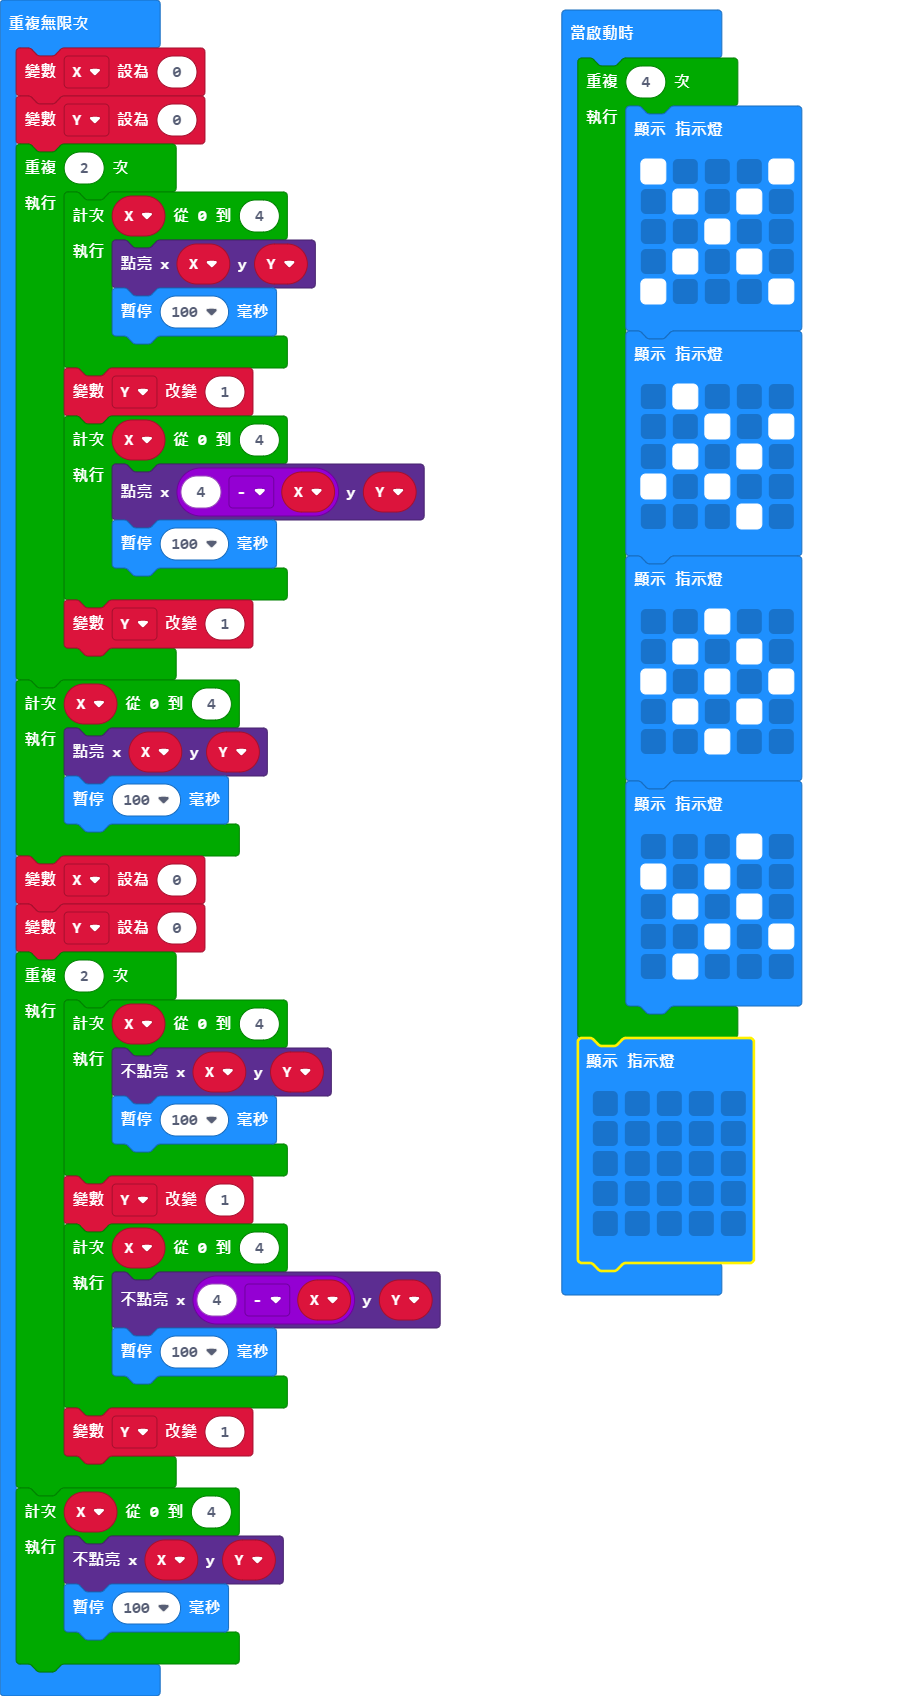 重複無限次
變數 X 設為 0
變數 Y 設為 0
重複 2 次
執行
計次 X 從 0 到 4
執行
點亮 x X y Y
暫停 100 毫秒
變數 Y 改變 1
計次 X 從 0 到 4
執行
點亮 x 4 - X y Y
暫停 100 毫秒
變數 Y 改變 1
計次 X 從 0 到 4
執行
點亮 x X y Y
暫停 100 毫秒
變數 X 設為 0
變數 Y 設為 0
重複 2 次
執行
計次 X 從 0 到 4
執行
不點亮 x X y Y
暫停 100 毫秒
變數 Y 改變 1
計次 X 從 0 到 4
執行
不點亮 x 4 - X y Y
暫停 100 毫秒
變數 Y 改變 1
計次 X 從 0 到 4
執行
不點亮 x X y Y
暫停 100 毫秒
當啟動時
重複 4 次
執行
顯示 指示燈
顯示 指示燈
顯示 指示燈
顯示 指示燈
顯示 指示燈